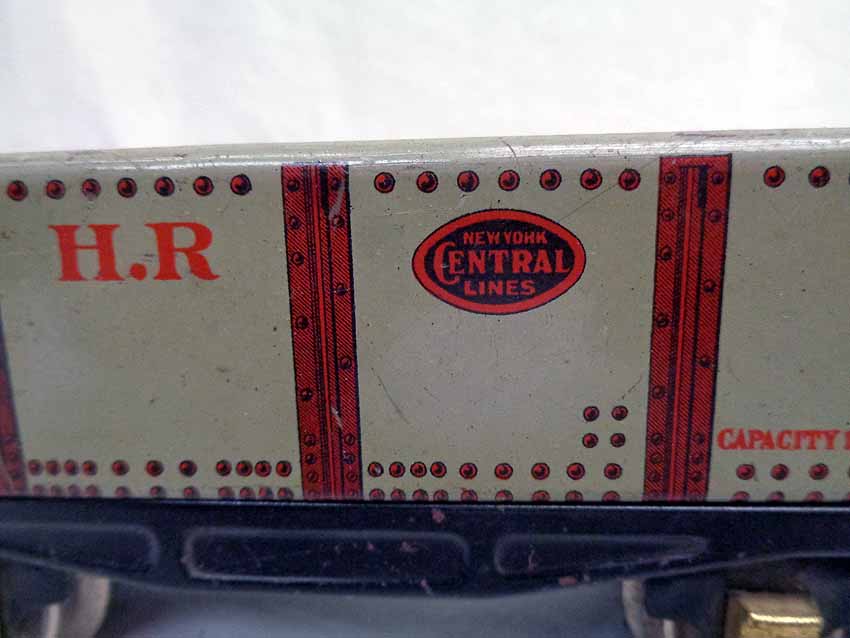 H.R
NEW YORK
CENTRAL
LINES
CAPACITY